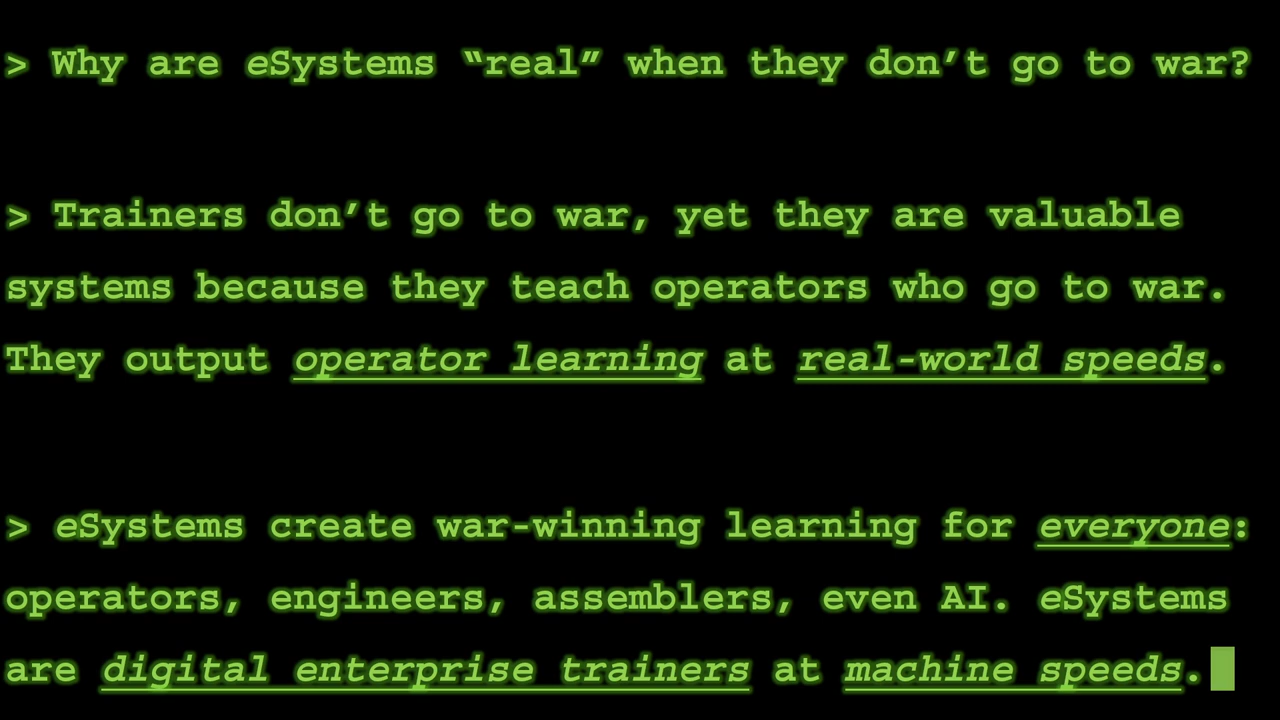 > Why are eSystems “real” when they don’t go to war?
> Trainers don’t go to war, yet they are valuable
systems because they teach operators who go to war.
They output operator learning at real-world speeds.
> eSystems create war-winning learning for everyone:
operators, engineers, assemblers, even AI. eSystems
are digital enterprise trainers at machine speeds.